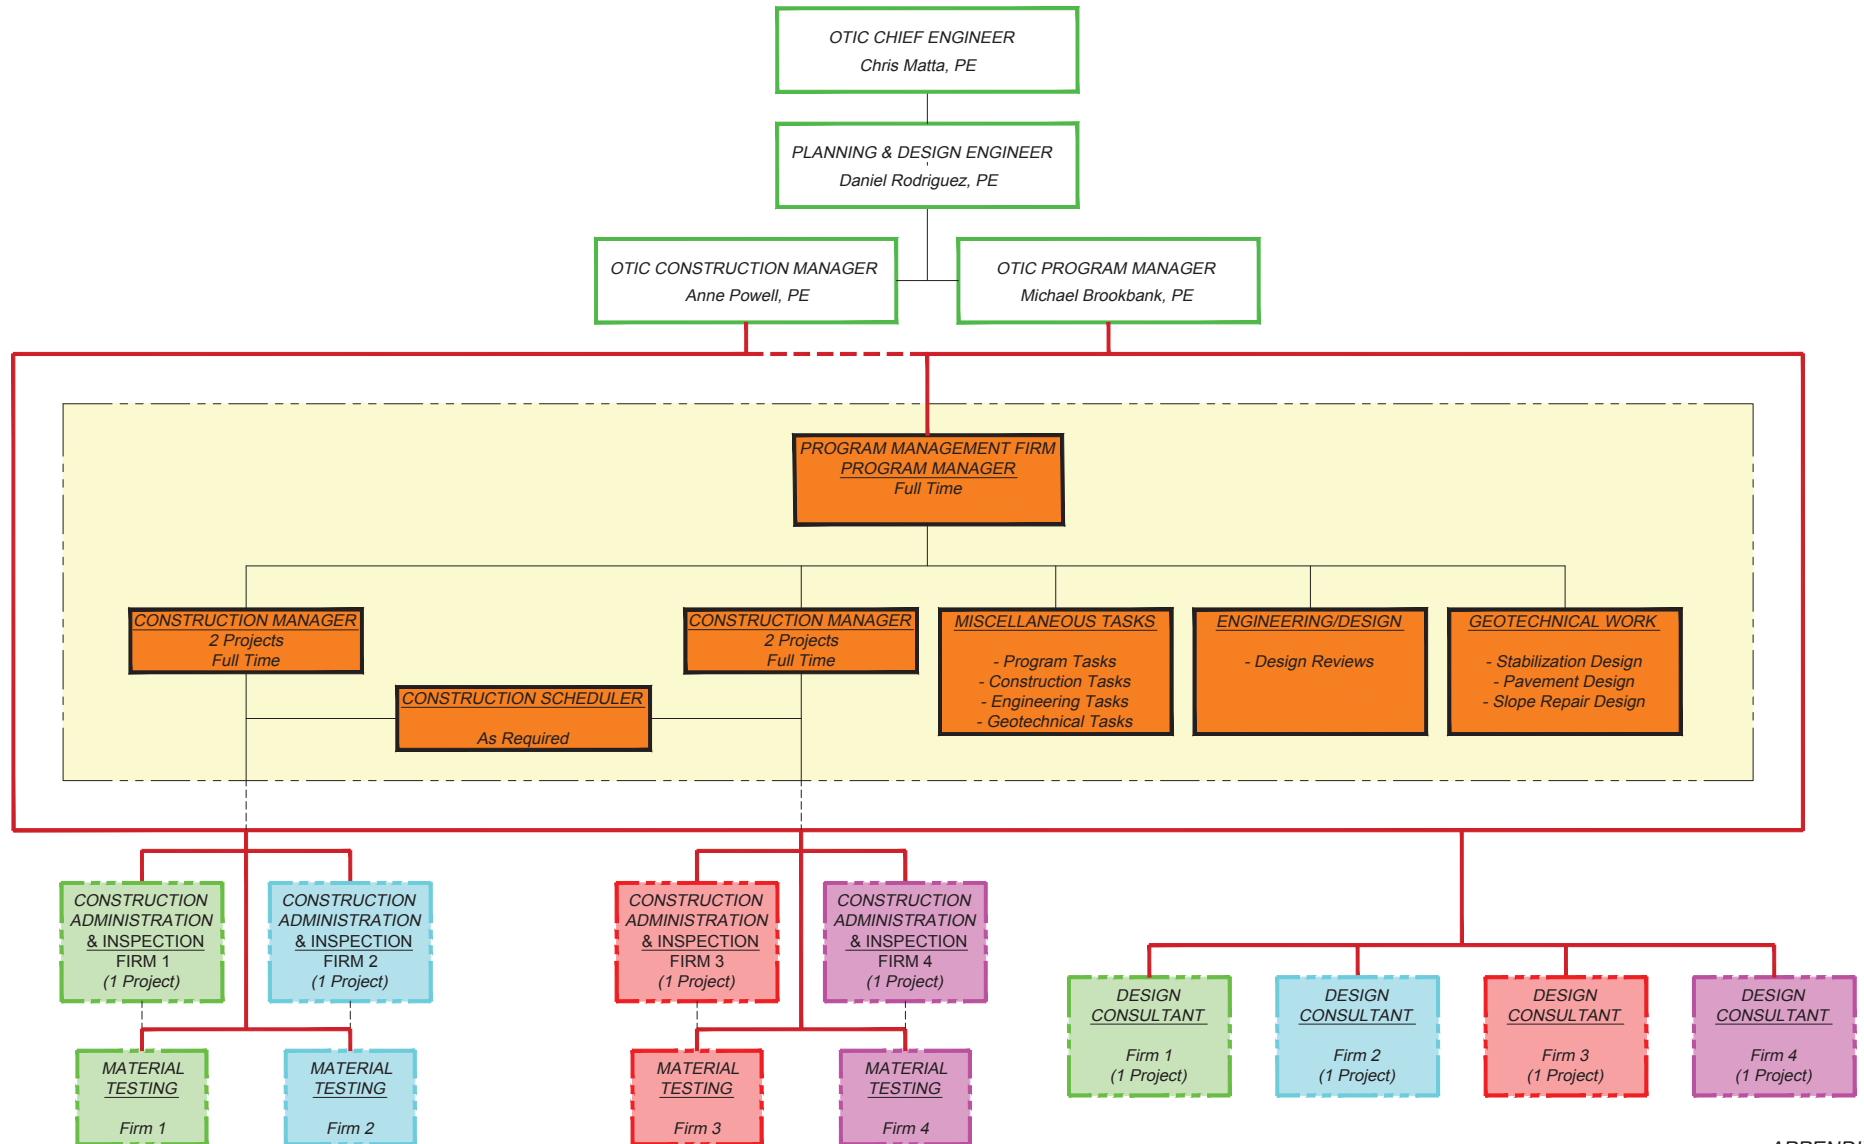 OTIC CHIEF ENGINEER
Chris Matta, PE
PLANNING & DESIGN ENGINEER
Daniel Rodriguez, PE
OTIC CONSTRUCTION MANAGER
Anne Powell, PE
OTIC PROGRAM MANAGER
Michael Brookbank, PE
PROGRAM MANAGEMENT FIRM
PROGRAM MANAGER
Full Time
CONSTRUCTION MANAGER
2 Projects
Full Time
CONSTRUCTION MANAGER
2 Projects
Full Time
MISCELLANEOUS TASKS
- Program Tasks
- Construction Tasks
- Engineering Tasks
- Geotechnical Tasks
ENGINEERING/DESIGN
- Design Reviews
GEOTECHNICAL WORK
- Stabilization Design
- Pavement Design
- Slope Repair Design
CONSTRUCTION SCHEDULER
As Required
CONSTRUCTION
ADMINISTRATION
& INSPECTION
FIRM 1
(1 Project)
CONSTRUCTION
ADMINISTRATION
& INSPECTION
FIRM 2
(1 Project)
CONSTRUCTION
ADMINISTRATION
& INSPECTION
FIRM 3
(1 Project)
CONSTRUCTION
ADMINISTRATION
& INSPECTION
FIRM 4
(1 Project)
DESIGN
CONSULTANT
Firm 1
(1 Project)
DESIGN
CONSULTANT
Firm 2
(1 Project)
DESIGN
CONSULTANT
Firm 3
(1 Project)
DESIGN
CONSULTANT
Firm 4
(1 Project)
MATERIAL
TESTING
Firm 1
MATERIAL
TESTING
Firm 2
MATERIAL
TESTING
Firm 3
MATERIAL
TESTING
Firm 4